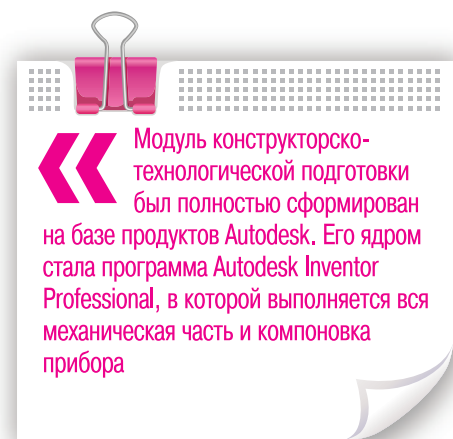 « Модуль конструкторско-
технологической подготовки
был полностью сформирован
на базе продуктов Autodesk. Его ядром
стала программа Autodesk Inventor
Professional, в которой выполняется вся
механическая часть и компоновка
прибора